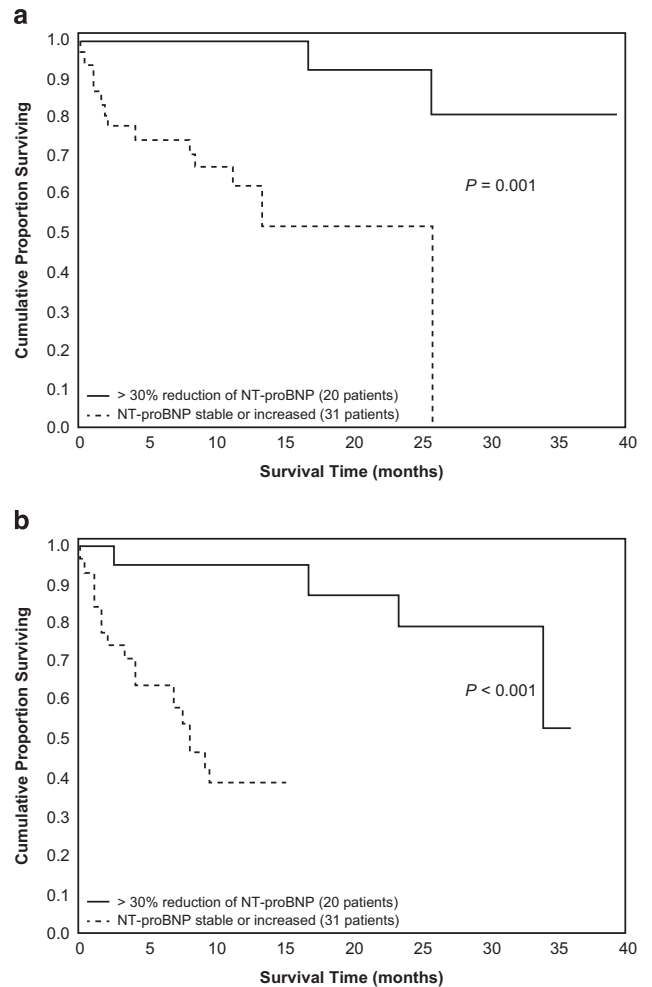 a
1.0
0.9
0.8
0.7
0.6
0.5
0.4
0.3
0.2
0.1
0.0
Cumulative Proportion Surviving
P = 0.001
> 30% reduction of NT-proBNP (20 patients)
NT-proBNP stable or increased (31 patients)
0 5 10 15 20 25 30 35 40
Survival Time (months)
b
1.0
0.9
0.8
0.7
0.6
0.5
0.4
0.3
0.2
0.1
0.0
Cumulative Proportion Surviving
P < 0.001
> 30% reduction of NT-proBNP (20 patients)
NT-proBNP stable or increased (31 patients)
0 5 10 15 20 25 30 35 40
Survival Time (months)